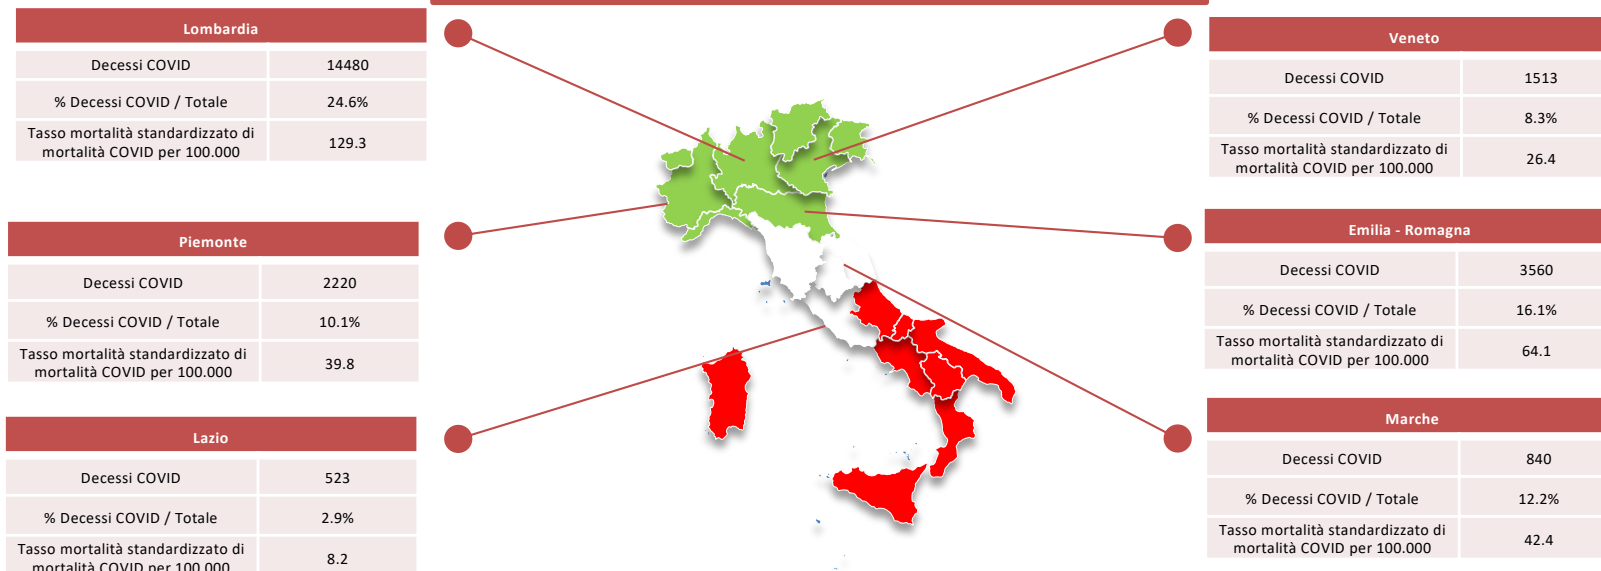 Lombardia
Decessi COVID 14480
% Decessi COVID / Totale 24.6%
Tasso mortalità standardizzato di
mortalità COVID per 100.000 129.3
Piemonte
Decessi COVID 2220
% Decessi COVID / Totale 10.1%
Tasso mortalità standardizzato di
mortalità COVID per 100.000 39.8
Lazio
Decessi COVID 523
% Decessi COVID / Totale 2.9%
Tasso mortalità standardizzato di
mortalità COVID per 100.000 8.2
Veneto
Decessi COVID 1513
% Decessi COVID / Totale 8.3%
Tasso mortalità standardizzato di
mortalità COVID per 100.000 26.4
Emilia - Romagna
Decessi COVID 3560
% Decessi COVID / Totale 16.1%
Tasso mortalità standardizzato di
mortalità COVID per 100.000 64.1
Marche
Decessi COVID 840
% Decessi COVID / Totale 12.2%
Tasso mortalità standardizzato di
mortalità COVID per 100.000 42.4